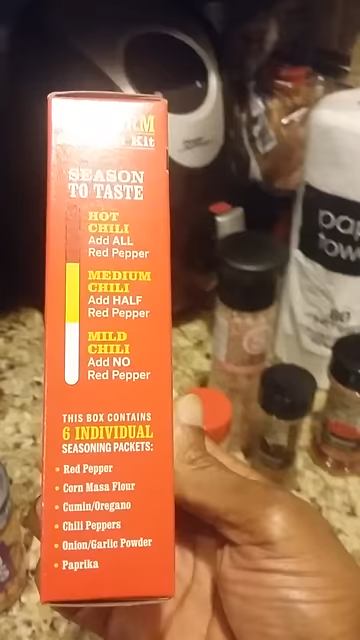 Kit
SEASON
TO TASTE
HOT
CHILI
Add ALL
Red Pepper
MEDIUM
CHILI
Add HALF
Red Pepper
MILD
CHILI
Add NO
Red Pepper
THIS BOX CONTAINS
6 INDIVIDUAL
SEASONING PACKETS:
• Red Pepper
• Corn Masa Flour
• Cumin/Oregano
• Chili Peppers
• Onion/Garlic Powder
• Paprika